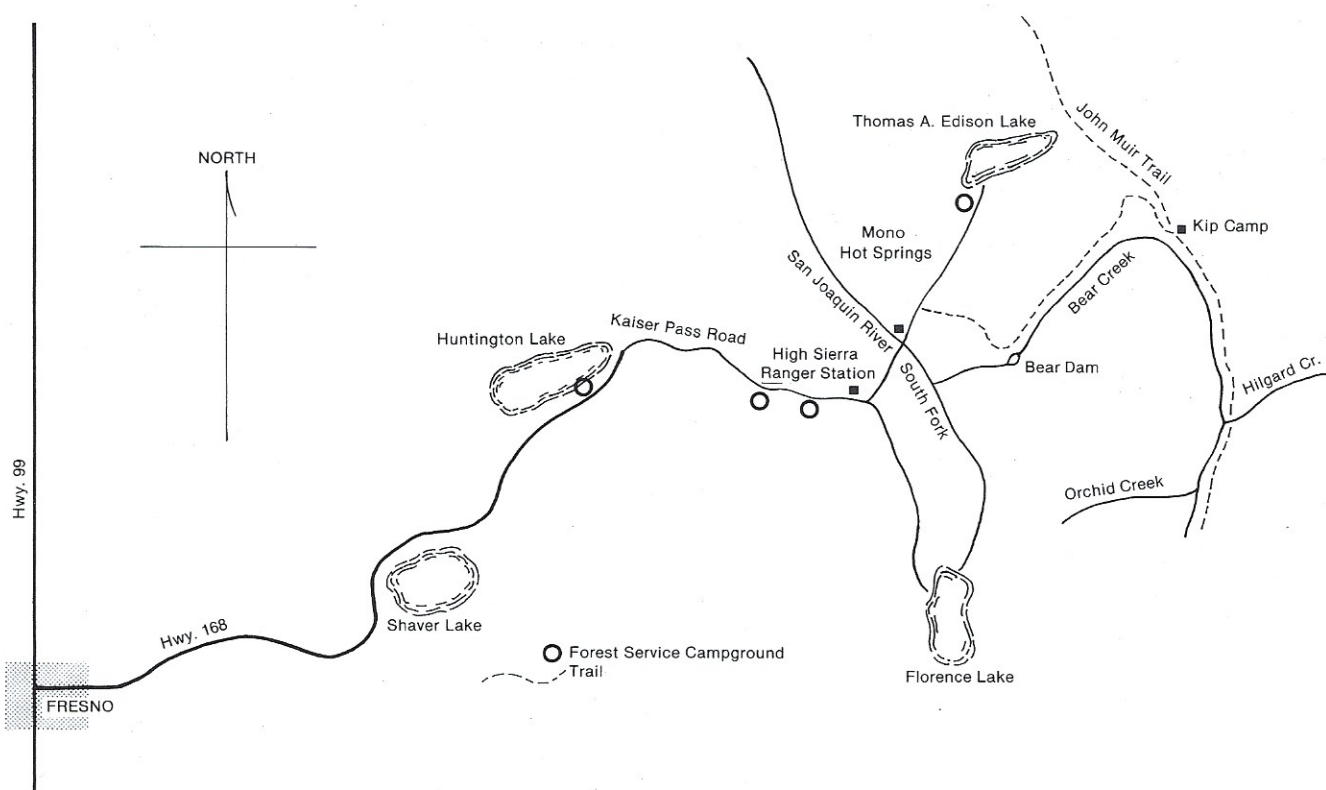 NORTH
Thomas A. Edison Lake
John Muir Trail
Kip Camp
Mono
Hot Springs
San Joaquin River
Bear Creek
Huntington Lake
Kaiser Pass Road
High Sierra
Ranger Station
South Fork
Bear Dam
Hilgard Cr.
Hwy. 99
Orchid Creek
Shaver Lake
Hwy. 168
Forest Service Campground
Trail
Florence Lake
FRESNO